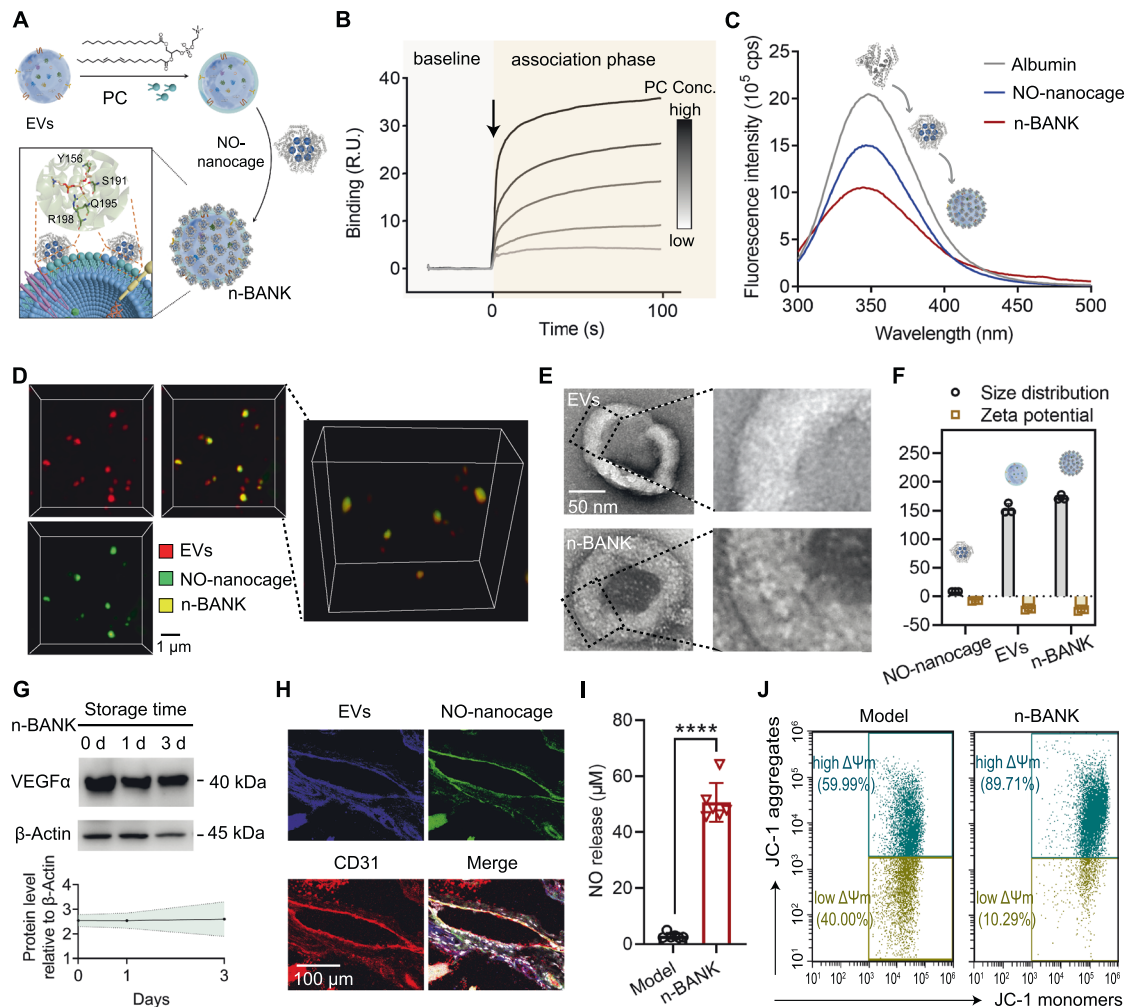 A
EVs
PC
NO-
nanocage
Y156
S191
Q195
R198
n-BANK
B
baseline
association phase
PC Conc.
high
low
Binding (R.U.)
40
30
20
10
0
0
100
Time (s)
C
Fluorescence intensity (10⁵ cps)
25
20
15
10
5
0
Albumin
NO-nanocage
n-BANK
300
350
400
450
500
Wavelength (nm)
D
EVs
NO-nanocage
n-BANK
1 μm
E
EVs
50 nm
n-BANK
F
Size distribution
Zeta potential
250
200
150
100
50
0
-50
NO-nanocage
EVs
n-BANK
G
Storage time
n-BANK
0 d
1 d
3 d
VEGFα
- 40 kDa
β-Actin
- 45 kDa
Protein level
relative to β-Actin
4
3
2
1
0
1
3
Days
H
EVs
NO-nanocage
CD31
Merge
100 μm
I
NO release (μM)
80
60
40
20
0
****
Model
n-BANK
J
Model
n-BANK
JC-1 aggregates
10⁶
10⁵
10⁴
10³
10²
10¹
high ΔΨm
(59.99%)
low ΔΨm
(40.00%)
high ΔΨm
(89.71%)
low ΔΨm
(10.29%)
10¹ 10² 10³ 10⁴ 10⁵ 10⁶
10¹ 10² 10³ 10⁴ 10⁵ 10⁶
JC-1 monomers